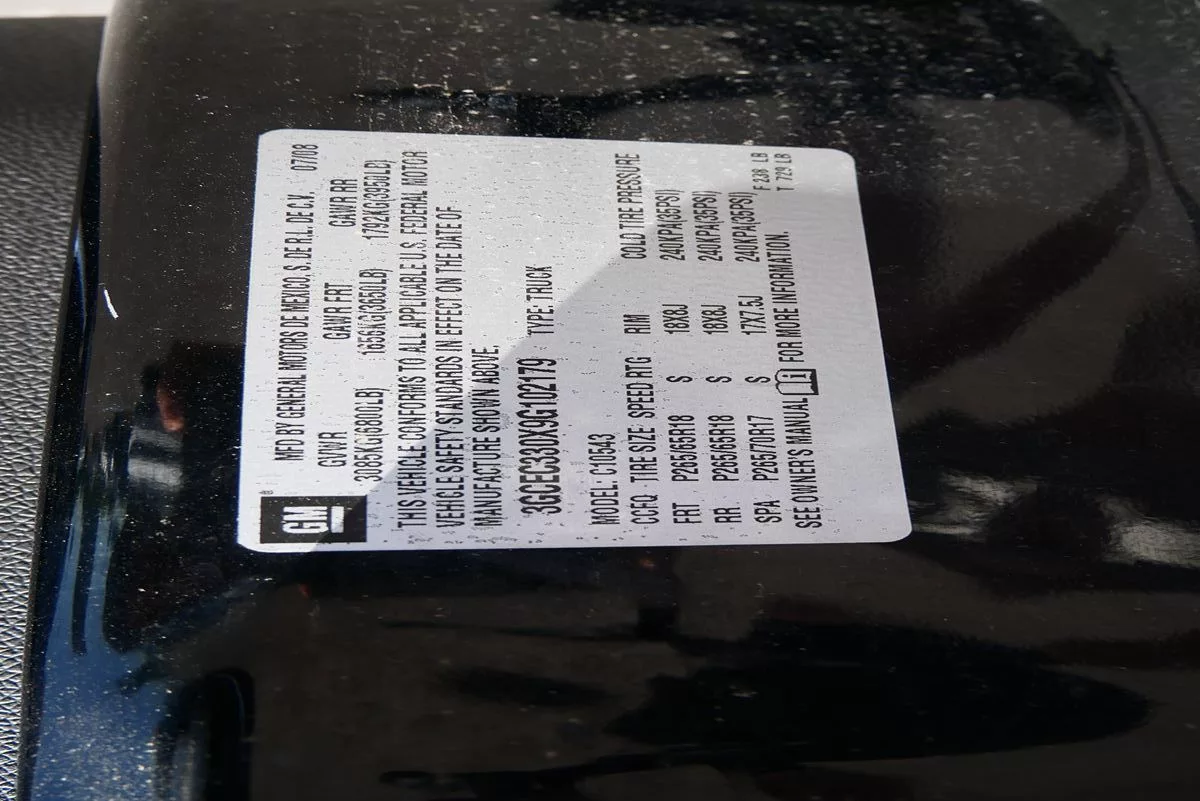 GM
MFD BY GENERAL MOTORS DE MEXICO, S. DE R.L. DE C.V. 07/08
GVWR GAWR FRT GAWR RR
3085KG(6800LB) 1656KG(3650LB) 1792KG(3950LB)
THIS VEHICLE CONFORMS TO ALL APPLICABLE U.S. FEDERAL MOTOR
VEHICLE SAFETY STANDARDS IN EFFECT ON THE DATE OF
MANUFACTURE SHOWN ABOVE.
3GCEC330X9G102179 TYPE: TRUCK
MODEL: C10543
CCFQ TIRE SIZE SPEED RTG RIM COLD TIRE PRESSURE
FRT P265/65R18 S 18X8J 240KPA(35PSI)
RR P265/65R18 S 18X8J 240KPA(35PSI)
SPA P265/70R17 S 17X7.5J 240KPA(35PSI)
SEE OWNER'S MANUAL FOR MORE INFORMATION.
F 238 LB
T 729 LB